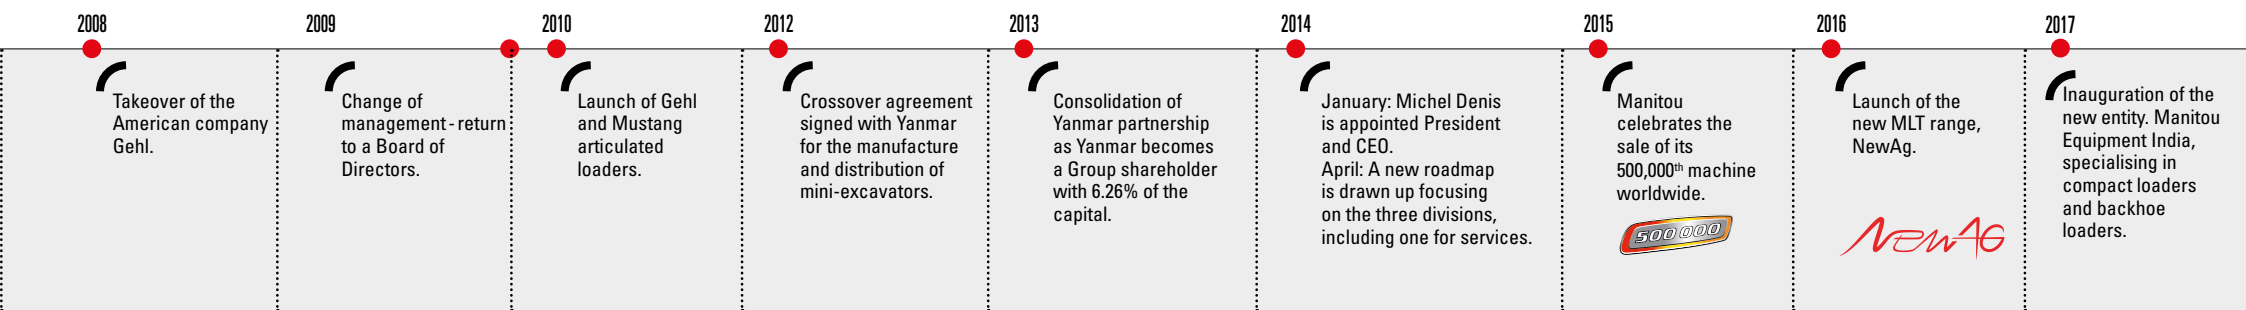 2008
Takeover of the
American company
Gehl.
2009
Change of
management - return
to a Board of
Directors.
2010
Launch of Gehl
and Mustang
articulated
loaders.
2012
Crossover agreement
signed with Yanmar
for the manufacture
and distribution of
mini-excavators.
2013
Consolidation of
Yanmar partnership
as Yanmar becomes
a Group shareholder
with 6.26% of the
capital.
2014
January: Michel Denis
is appointed President
and CEO.
April: A new roadmap
is drawn up focusing
on the three divisions,
including one for services.
2015
Manitou
celebrates the
sale of its
500,000th machine
worldwide.
500 000
2016
Launch of the
new MLT range,
NewAg.
NEWAG
2017
Inauguration of the
new entity. Manitou
Equipment India,
specialising in
compact loaders
and backhoe
loaders.